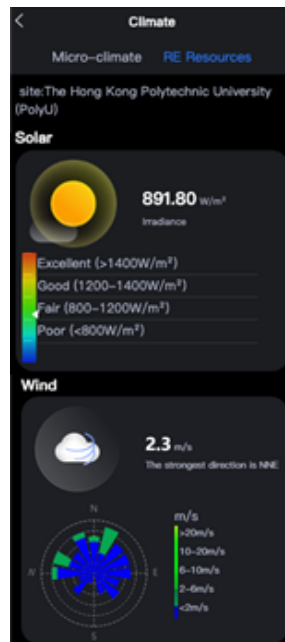 Climate
Micro-climate RE Resources
site:The Hong Kong Polytechnic University
(PolyU)
Solar
891.80 W/m²
Irradiance
Excellent (>1400W/m²)
Good (1200-1400W/m²)
Fair (800-1200W/m²)
Poor (<800W/m²)
Wind
2.3 m/s
The strongest direction is NNE
N
W
E
S
m/s
>20m/s
10-20m/s
6-10m/s
2-6m/s
<2m/s